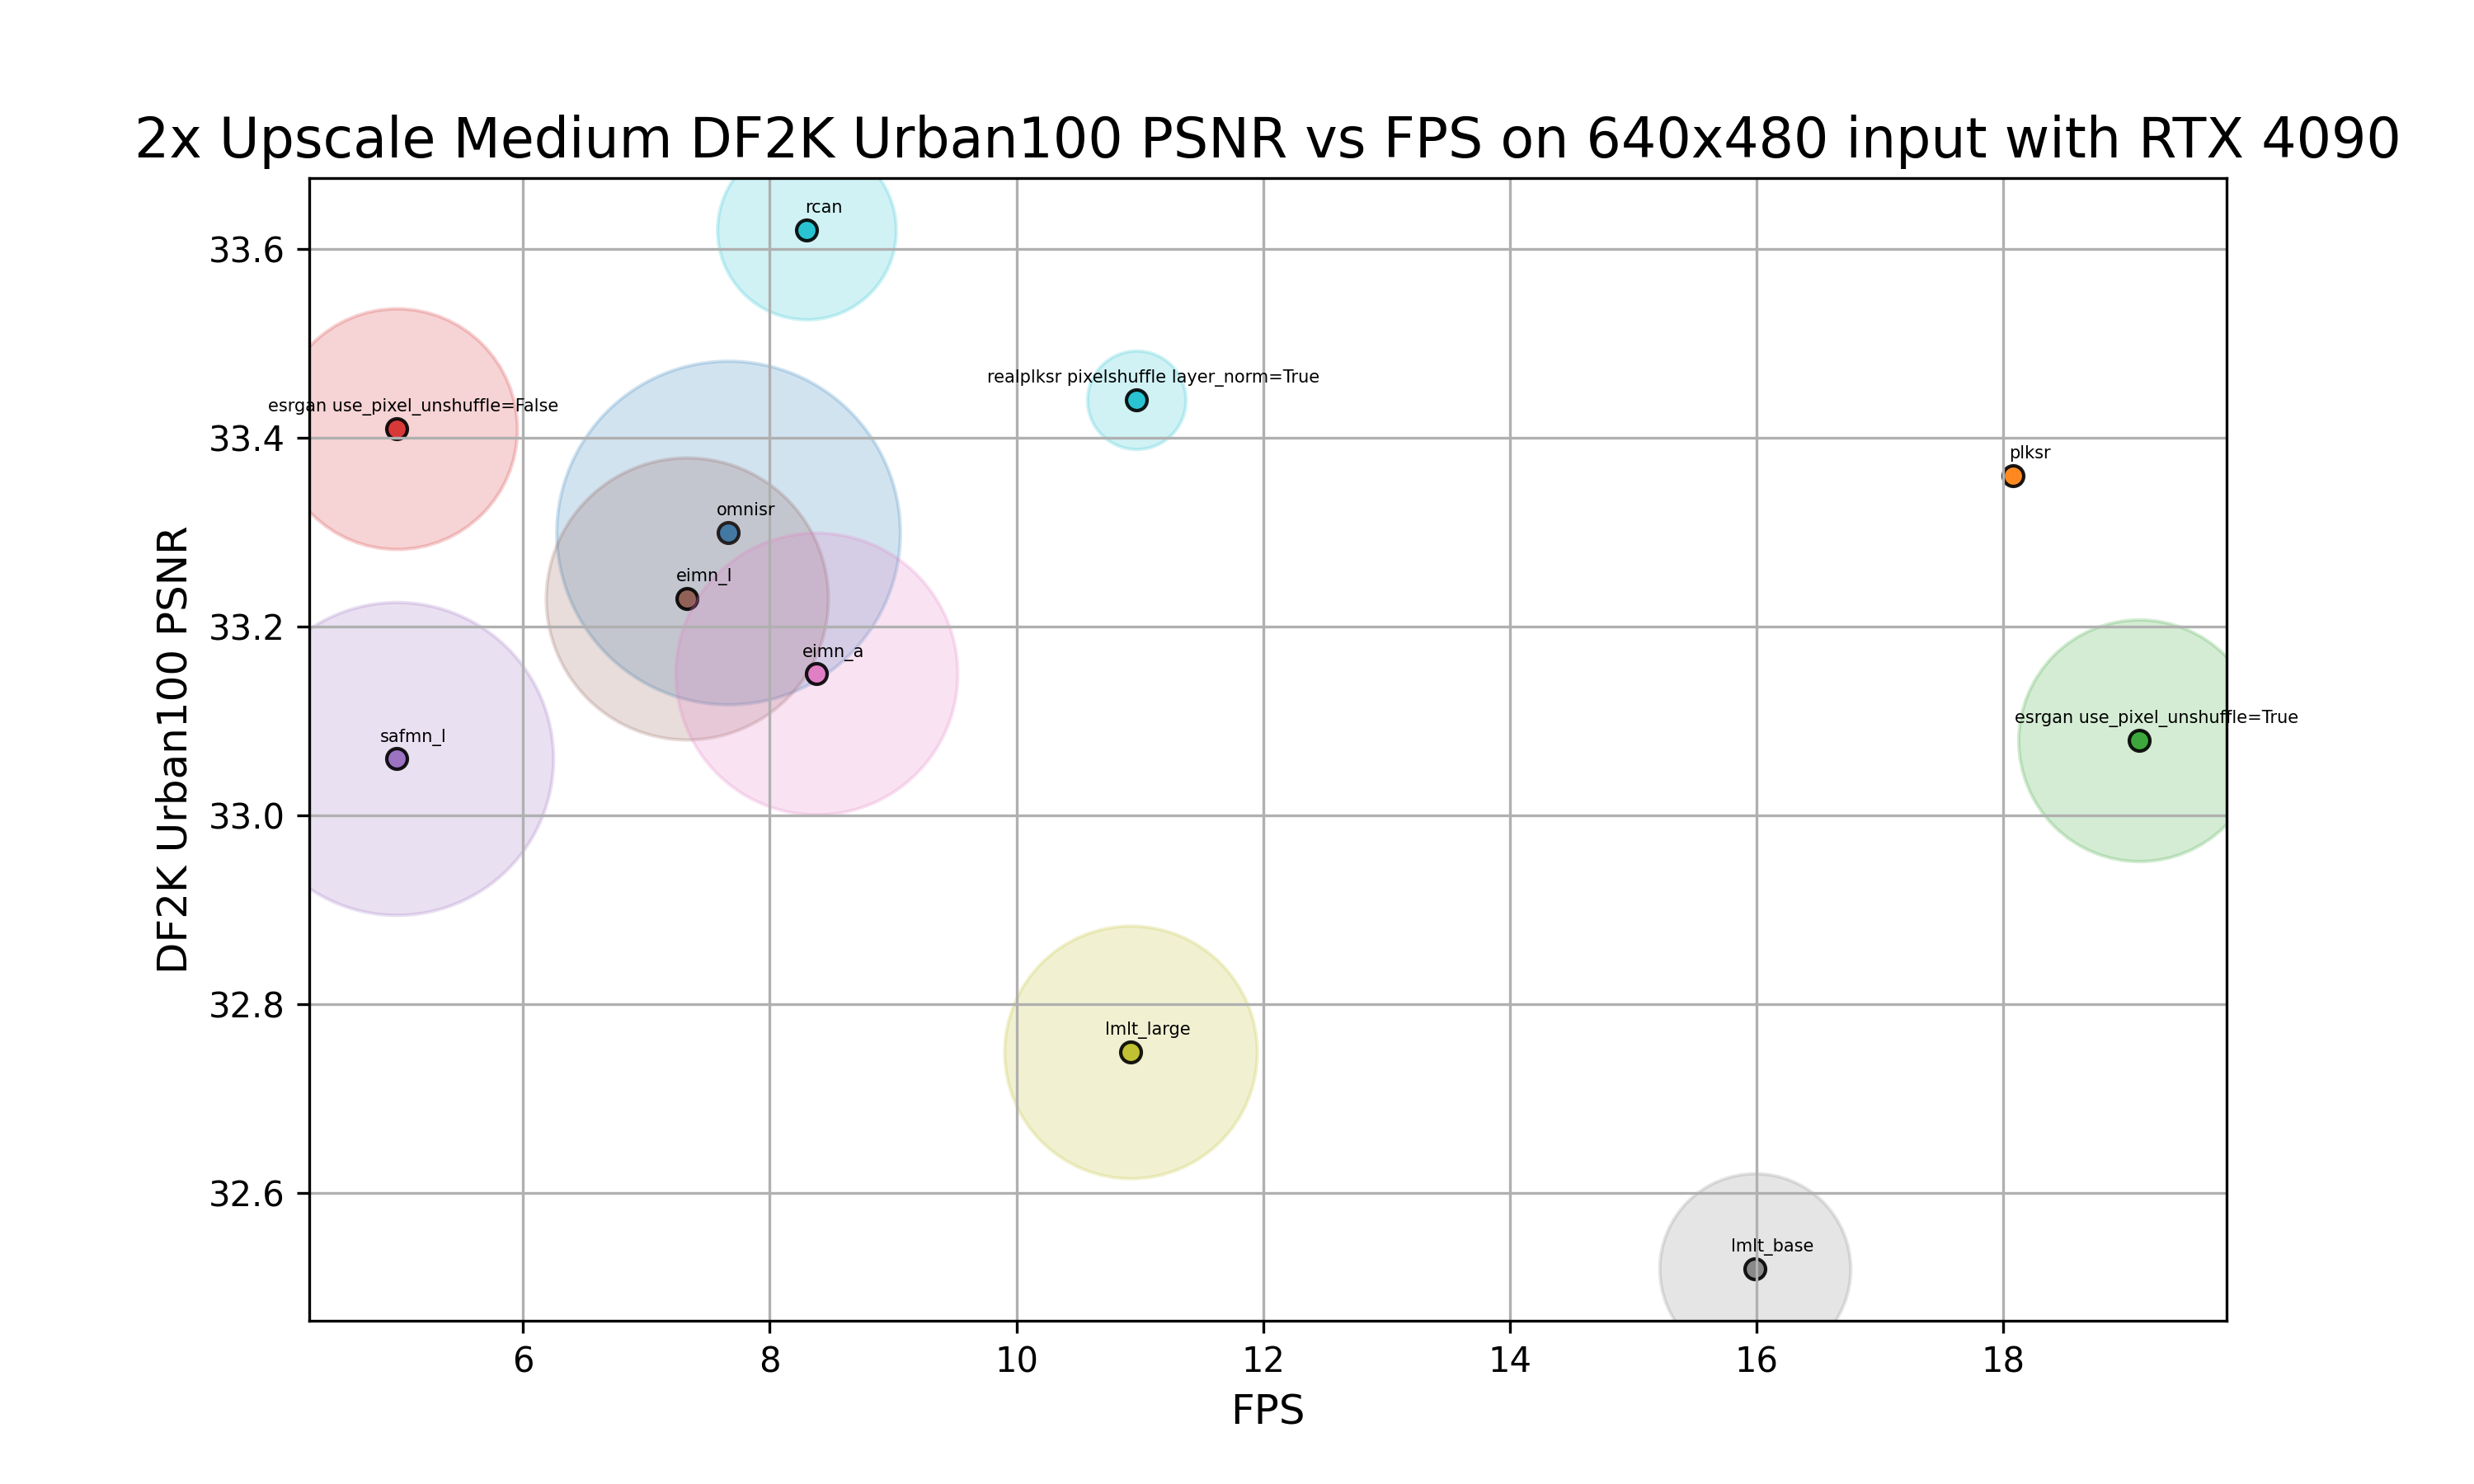 2x Upscale Medium DF2K Urban100 PSNR vs FPS on 640x480 input with RTX 4090
rcan
33.6
realplksr pixelshuffle layer_norm=True
esrgan use_pixel_unshuffle=False
33.4
plksr
omnisr
eimn_l
33.2
eimn_a
esrgan use_pixel_unshuffle=True
safmn_l
33.0
DF2K Urban100 PSNR
32.8
lmlt_large
32.6
lmlt_base
6 8 10 12 14 16 18
FPS